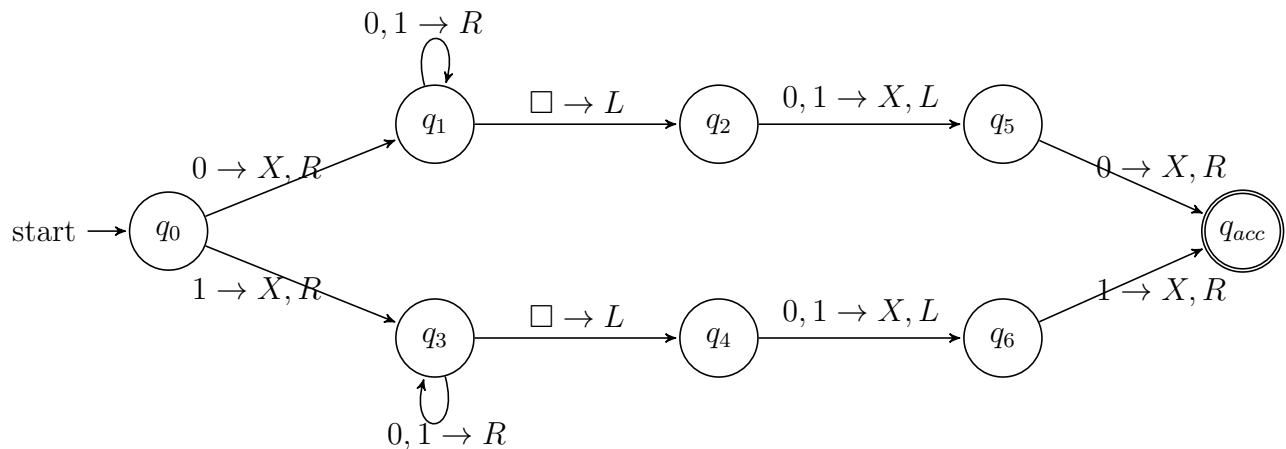 0, 1 → R
q₁
□ → L
q₂
0, 1 → X, L
q₅
0 → X, R
0 → X, R
start
q₀
q_acc
1 → X, R
1 → X, R
q₃
□ → L
q₄
0, 1 → X, L
q₆
0, 1 → R